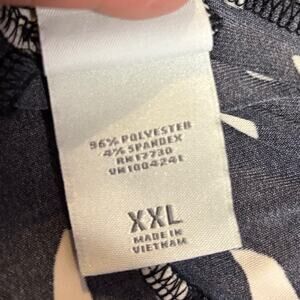 96% POLYESTER
4% SPANDEX
RN17730
VN100424E
XXL
MADE IN
VIETNAM